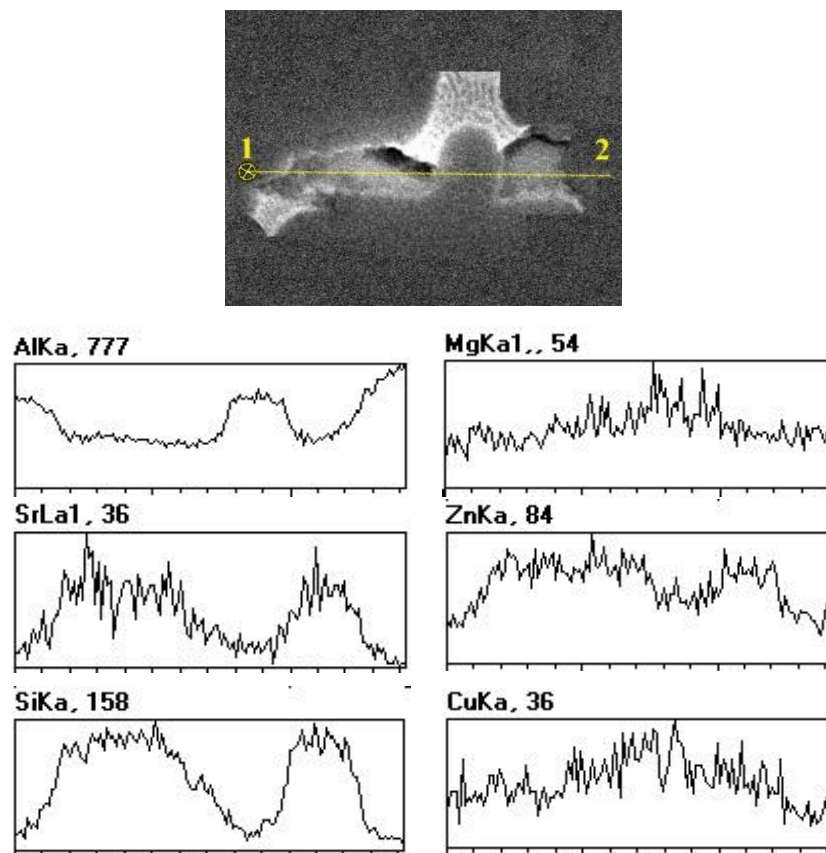 1
2
AlKa, 777
MgKa1,, 54
SrLa1, 36
ZnKa, 84
SiKa, 158
CuKa, 36